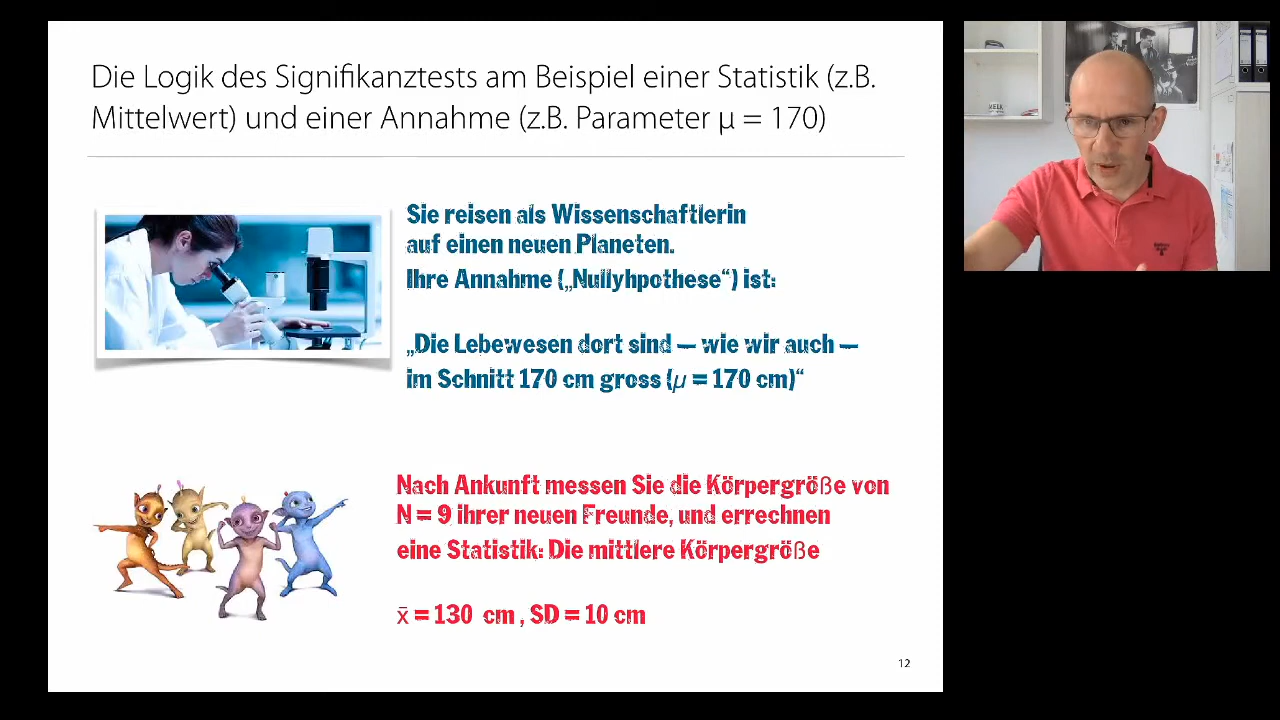 Die Logik des Signifikanztests am Beispiel einer Statistik (z.B.
Mittelwert) und einer Annahme (z.B. Parameter μ = 170)
Sie reisen als Wissenschaftlerin
auf einen neuen Planeten.
Ihre Annahme („Nullyhpothese“) ist:
„Die Lebewesen dort sind – wie wir auch –
im Schnitt 170 cm gross (μ = 170 cm)“
Nach Ankunft messen Sie die Körpergröße von
N = 9 ihrer neuen Freunde, und errechnen
eine Statistik: Die mittlere Körpergröße
x̄ = 130 cm , SD = 10 cm
12